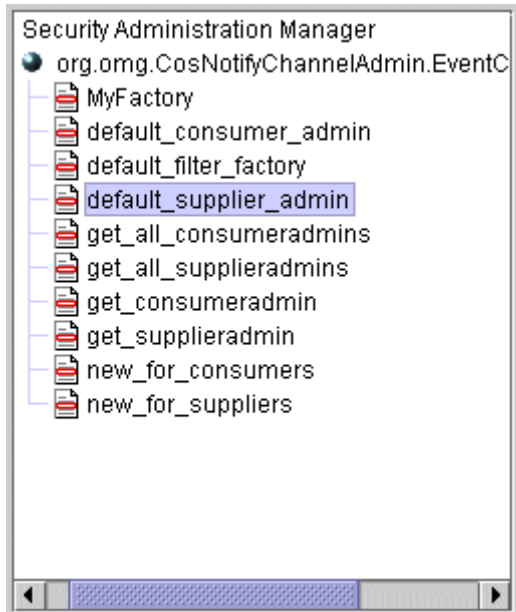 Security Administration Manager
org.omg.CosNotifyChannelAdmin.EventC
MyFactory
default_consumer_admin
default_filter_factory
default_supplier_admin
get_all_consumeradmins
get_all_supplieradmins
get_consumeradmin
get_supplieradmin
new_for_consumers
new_for_suppliers